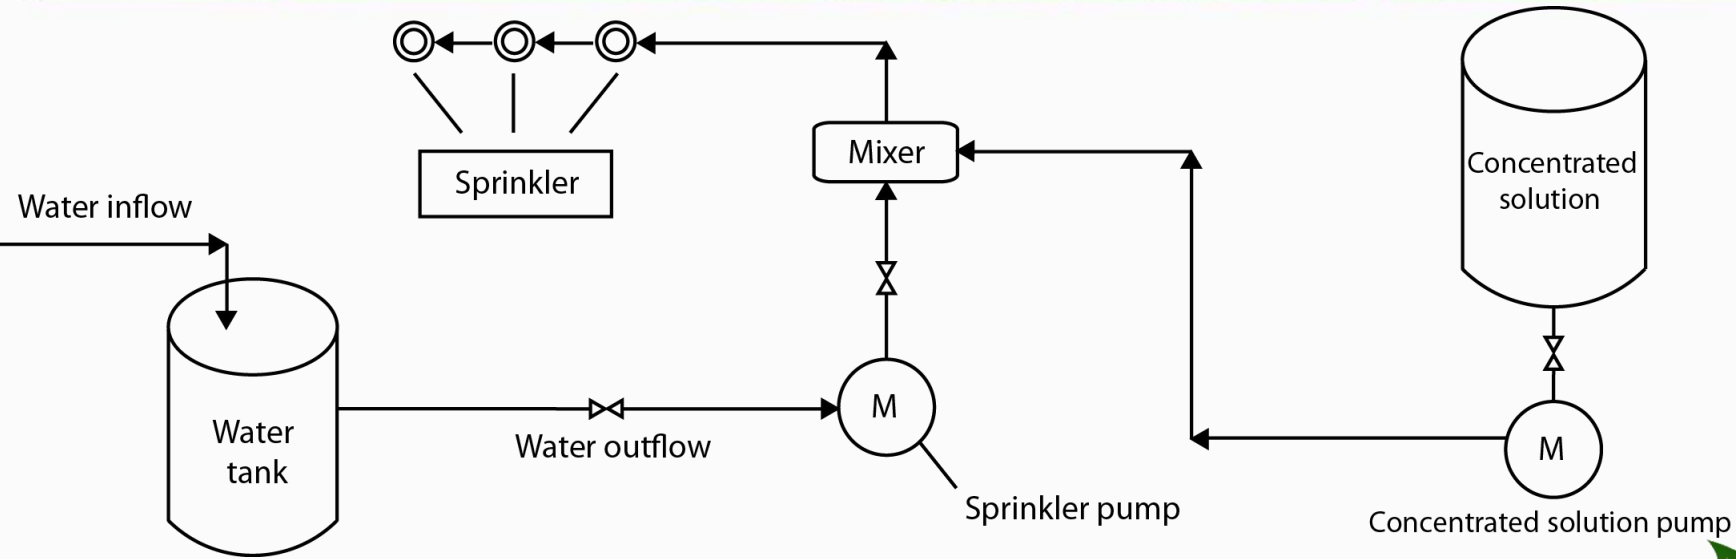 Concentrated
solution
Mixer
Sprinkler
Water inflow
Water
tank
Water outflow
M
Sprinkler pump
M
Concentrated solution pump